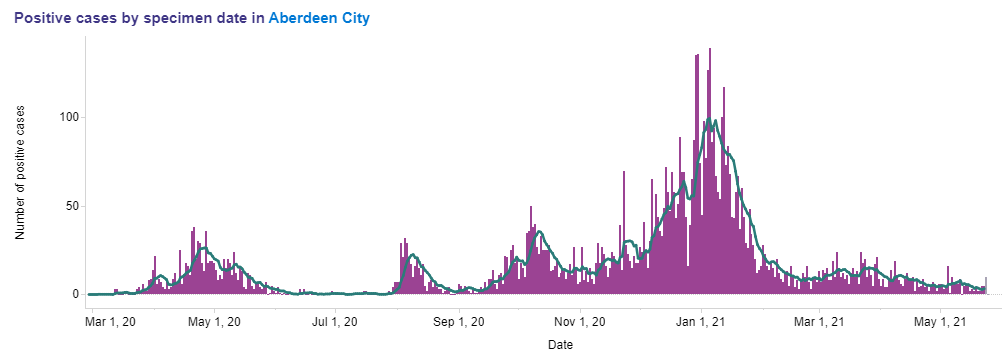 Positive cases by specimen date in Aberdeen City
Number of positive cases
100
50
0
Mar 1, 20 May 1, 20 Jul 1, 20 Sep 1, 20 Nov 1, 20 Jan 1, 21 Mar 1, 21 May 1, 21
Date